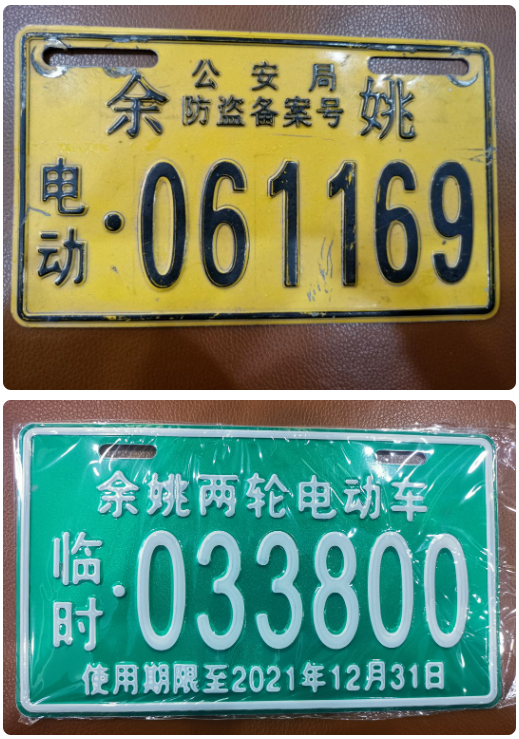 公安局
余 防盗备案号 姚
电动·061169
余姚两轮电动车
临时·033800
使用期限至2021年12月31日